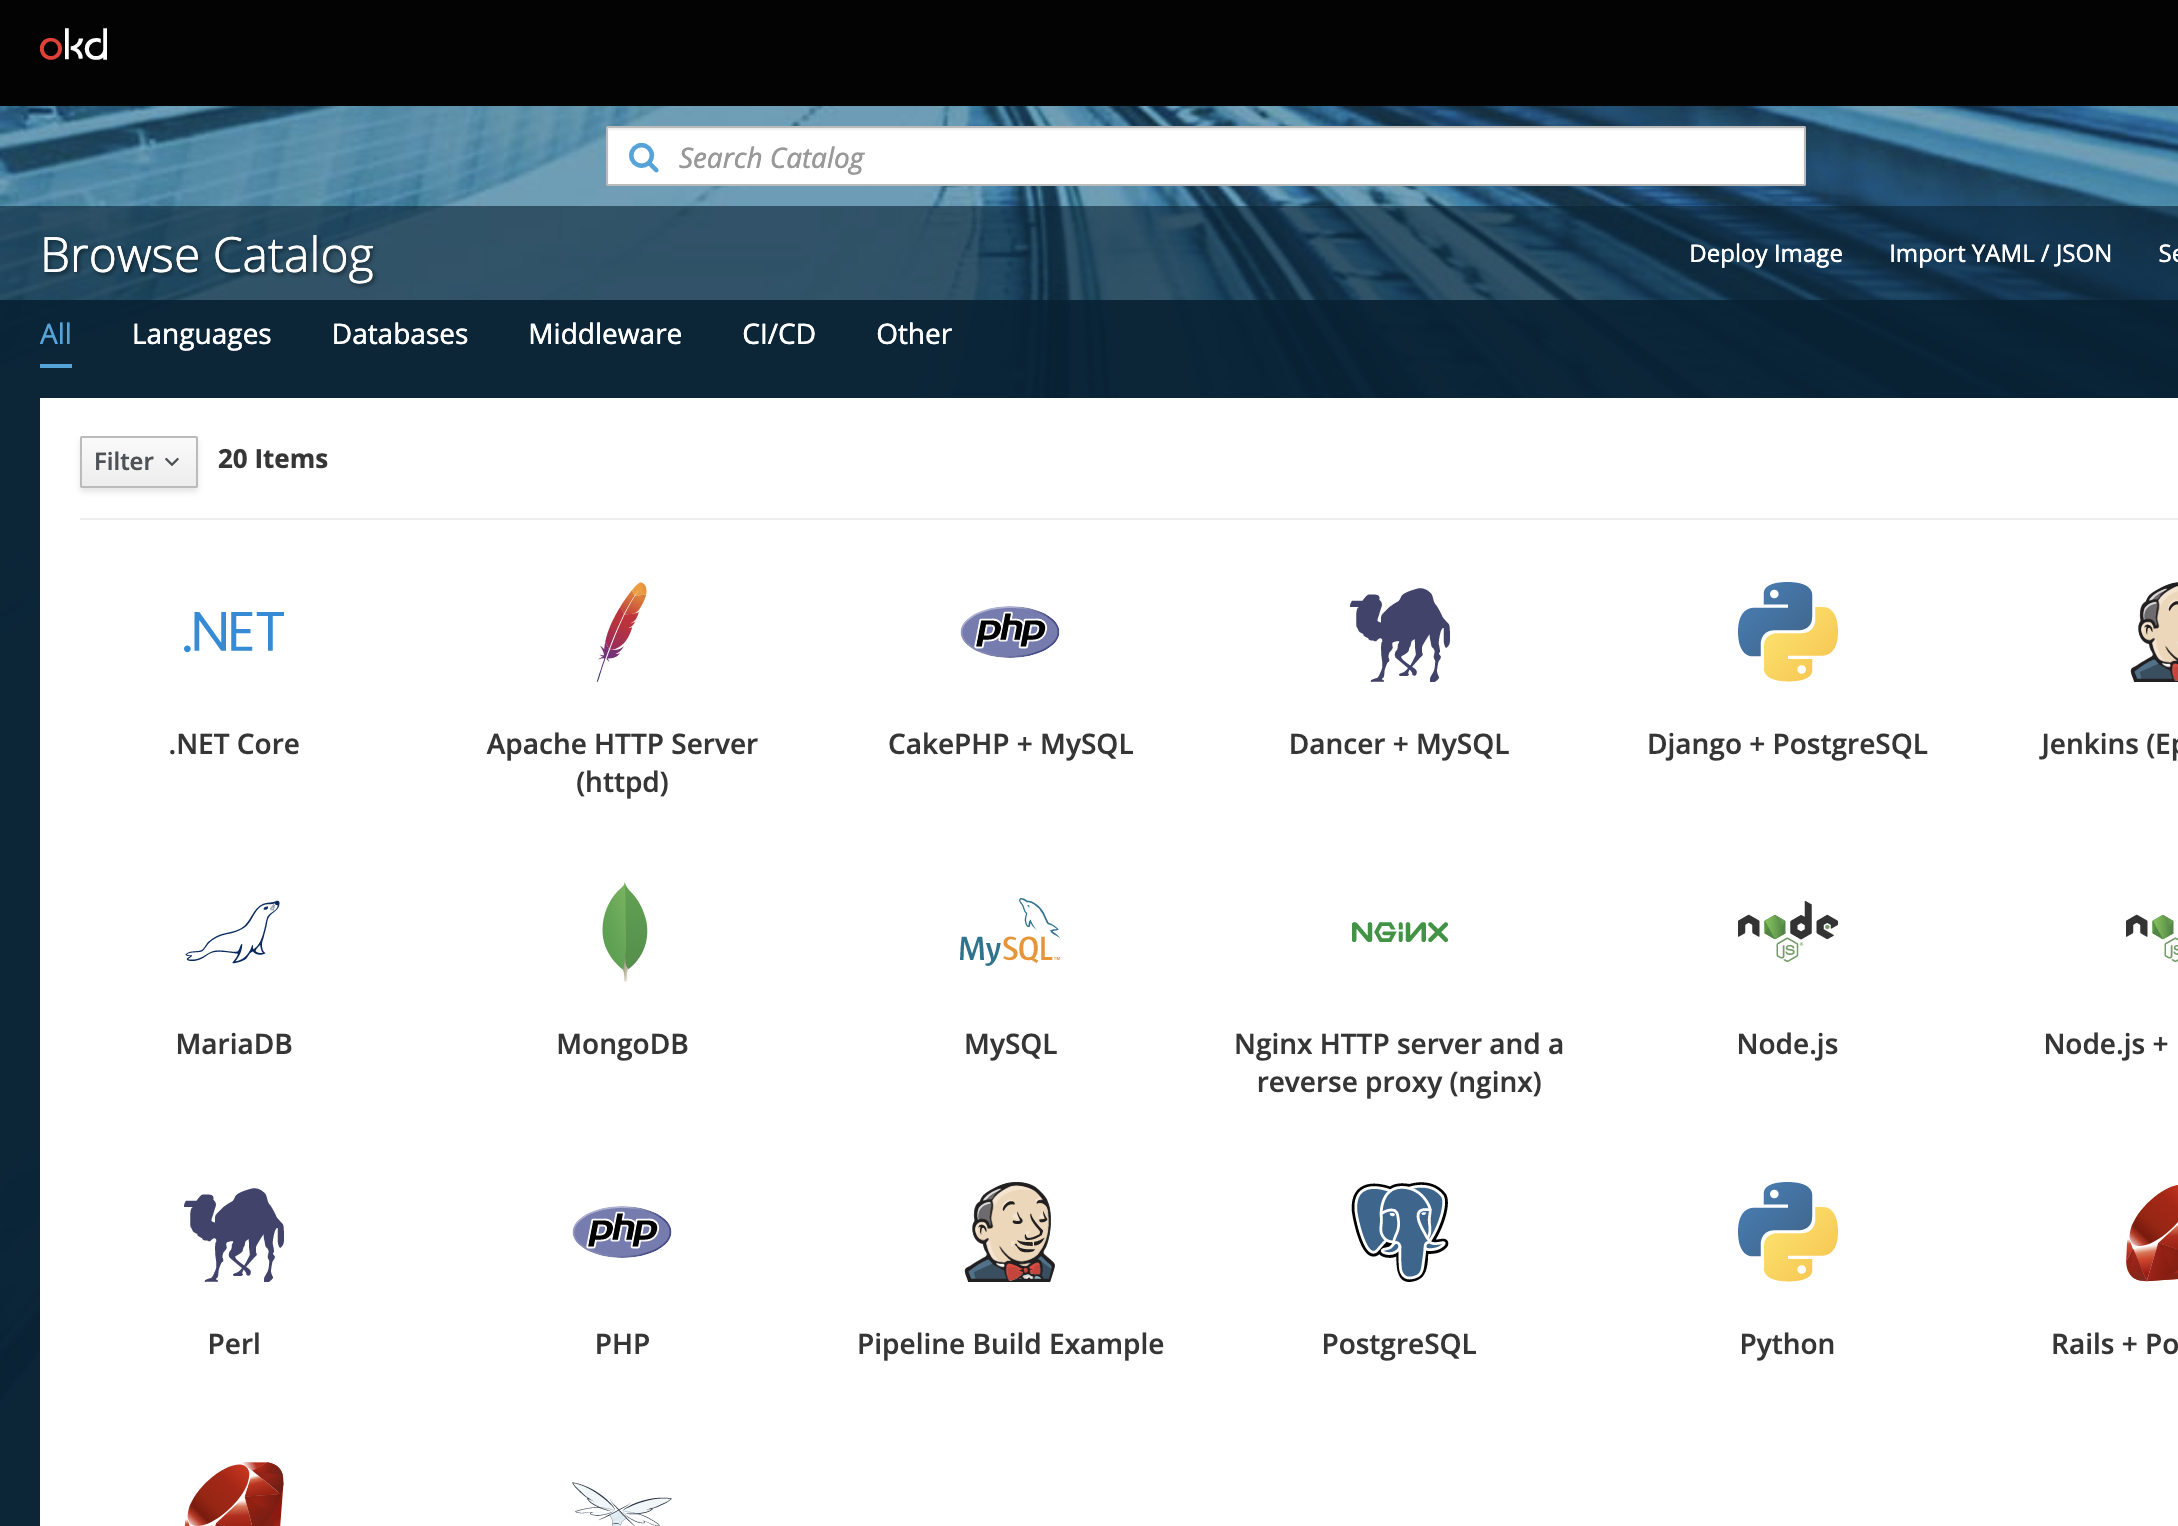 okd
Search Catalog
Browse Catalog
Deploy Image
Import YAML / JSON
All
Languages
Databases
Middleware
CI/CD
Other
Filter
20 Items
.NET
php
.NET Core
Apache HTTP Server
(httpd)
CakePHP + MySQL
Dancer + MySQL
Django + PostgreSQL
Jenkins
MySQL
NGINX
node
JS
MariaDB
MongoDB
MySQL
Nginx HTTP server and a
reverse proxy (nginx)
Node.js
Node.js +
php
Perl
PHP
Pipeline Build Example
PostgreSQL
Python
Rails +